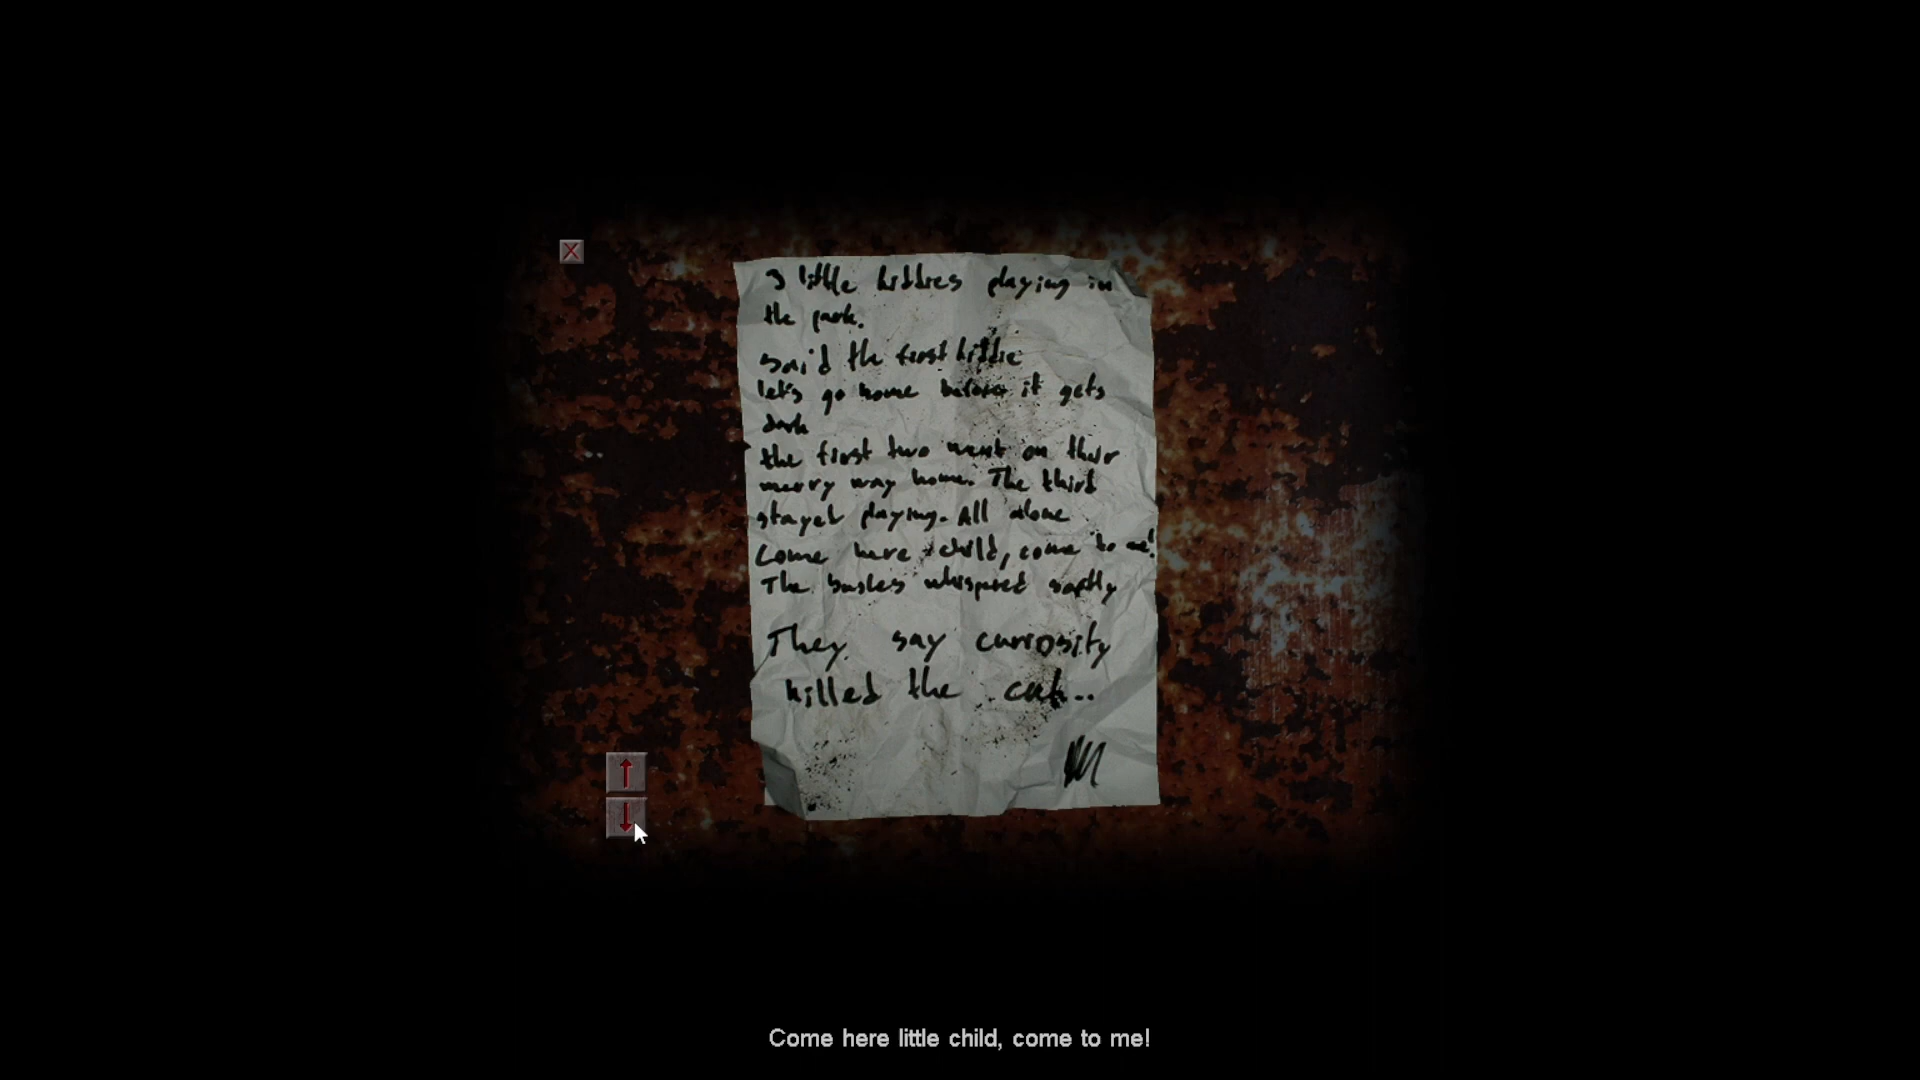 3 little kiddies playing in
the park.
said the first kiddie
let's go home before it gets
dark
the first two went on their
merry way home. The third
stayed playing. All alone
Come here child, come to me!
The bushes whispered softly
They say curiosity
killed the cat..
Come here little child, come to me!